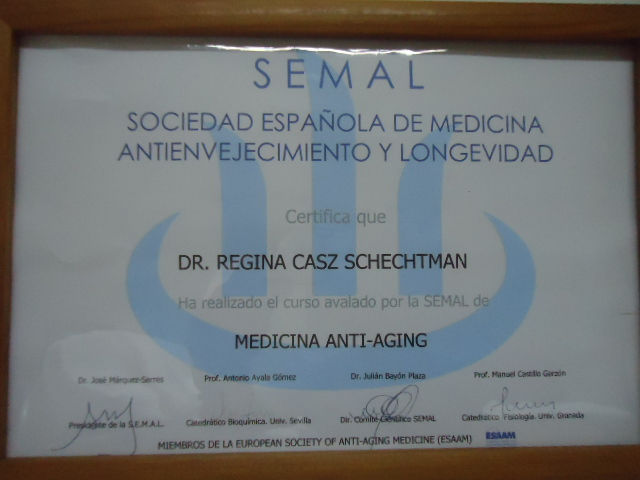 SEMAL
SOCIEDAD ESPAÑOLA DE MEDICINA
ANTIENVEJECIMIENTO Y LONGEVIDAD
Certifica que
DR. REGINA CASZ SCHECHTMAN
Ha realizado el curso avalado por la SEMAL de
MEDICINA ANTI-AGING
Dr. José Márquez-Serres Prof. Antonio Ayala Gómez Dr. Julián Bayón Plaza Prof. Manuel Castillo Garzón
Presidente de la S.E.M.A.L. Catedrático Bioquímica. Univ. Sevilla Dir. Comité Científico SEMAL Catedrático Fisiología. Univ. Granada
MIEMBROS DE LA EUROPEAN SOCIETY OF ANTI-AGING MEDICINE (ESAAM) ESAAM